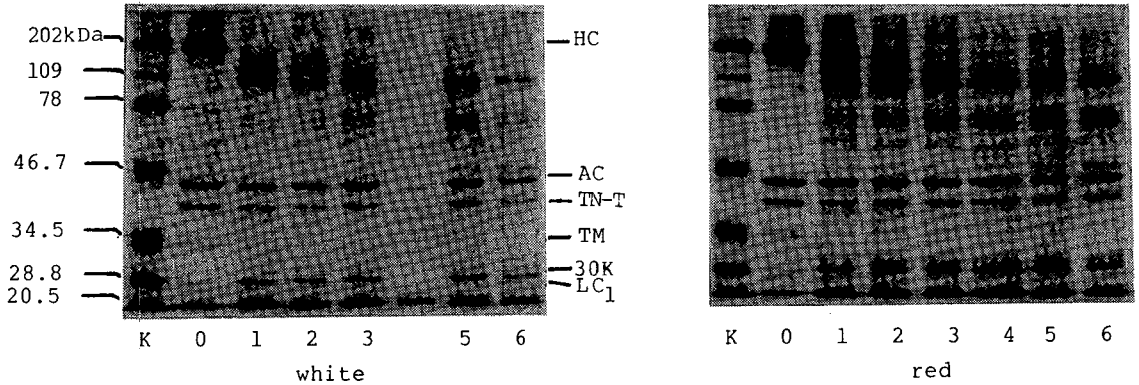 202kDa
109
78
46.7
34.5
28.8
20.5
HC
AC
TN-T
TM
30K
LC1
K 0 1 2 3 5 6
white
K 0 1 2 3 4 5 6
red